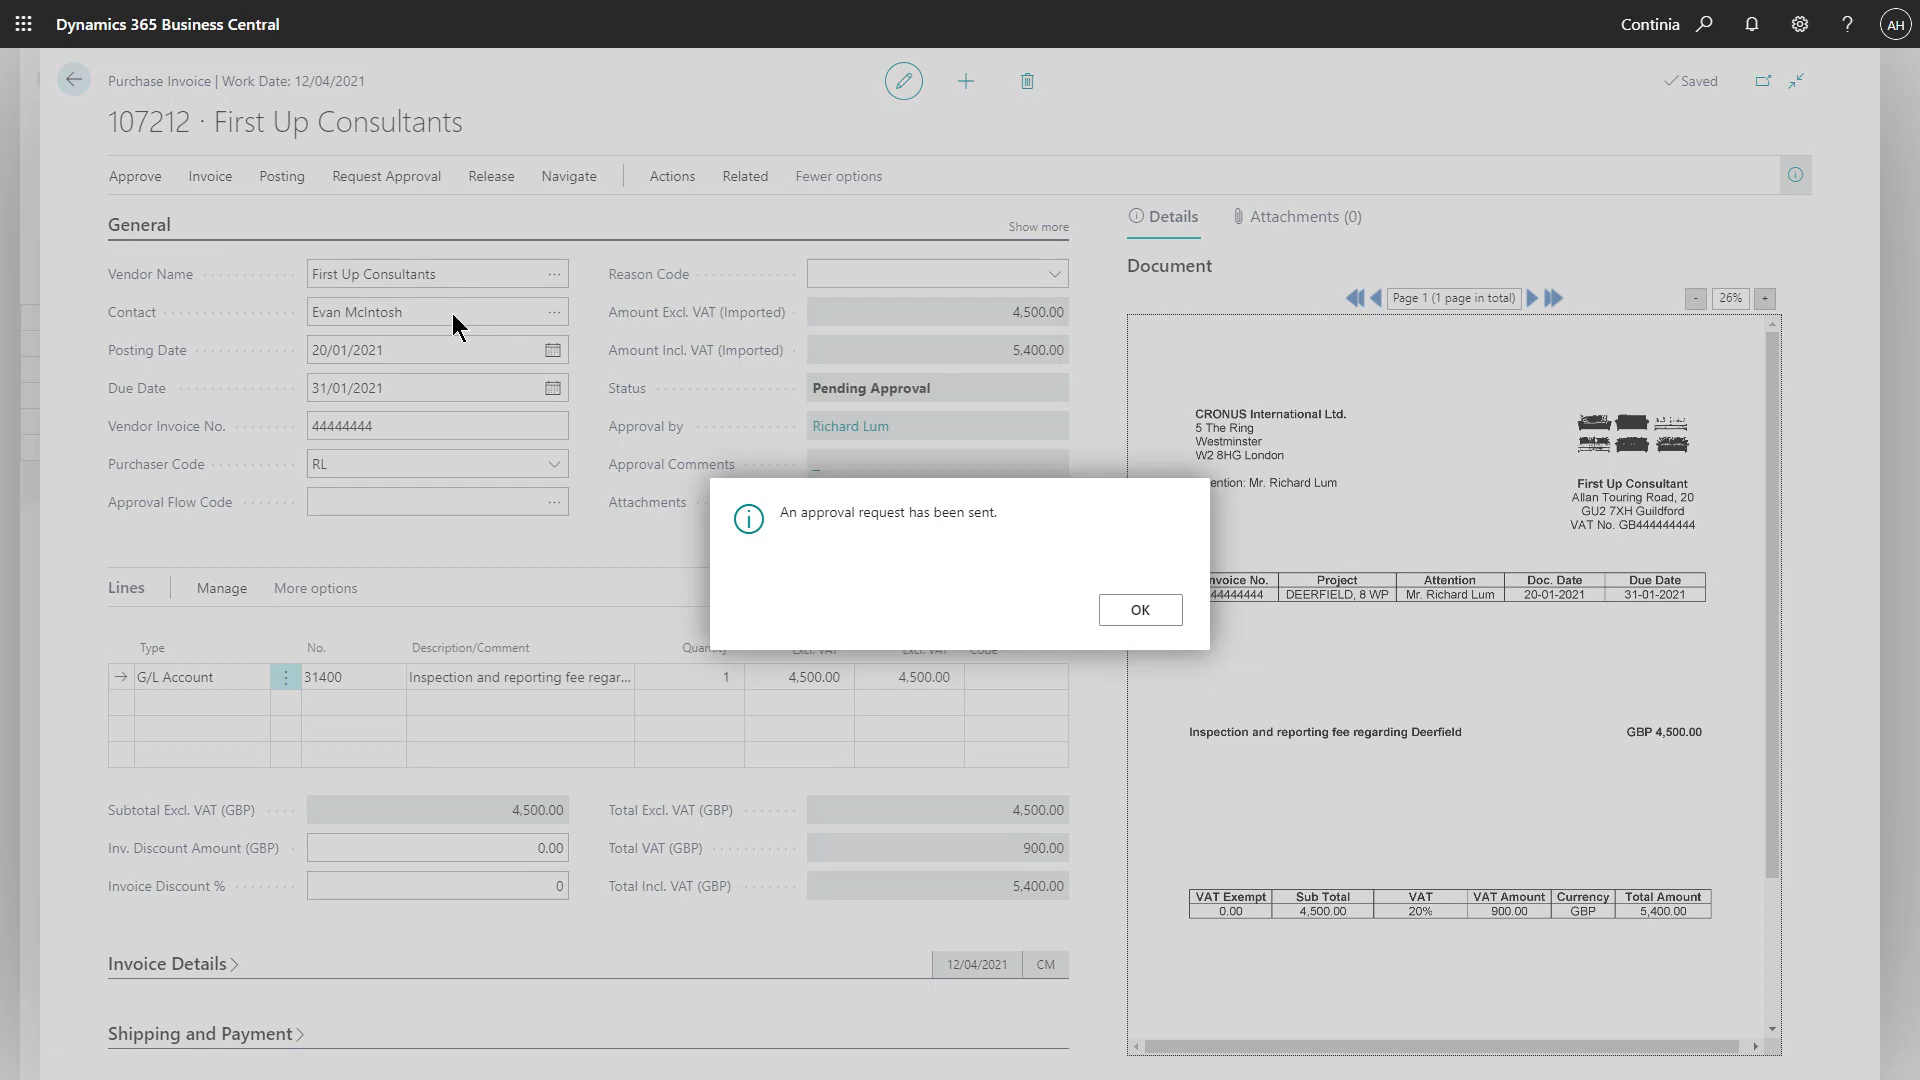 Dynamics 365 Business Central
Continia
AH
Purchase Invoice | Work Date: 12/04/2021
Saved
107212 · First Up Consultants
Approve Invoice Posting Request Approval Release Navigate Actions Related Fewer options
General
Show more
Vendor Name First Up Consultants
Contact Evan McIntosh
Posting Date 20/01/2021
Due Date 31/01/2021
Vendor Invoice No. 44444444
Purchaser Code RL
Approval Flow Code
Reason Code
Amount Excl. VAT (Imported) 4,500.00
Amount Incl. VAT (Imported) 5,400.00
Status Pending Approval
Approval by Richard Lum
Approval Comments _
Attachments
An approval request has been sent.
OK
Lines Manage More options
Type No. Description/Comment
G/L Account 31400 Inspection and reporting fee regar... 1 4,500.00 4,500.00
Subtotal Excl. VAT (GBP) 4,500.00
Inv. Discount Amount (GBP) 0.00
Invoice Discount % 0
Total Excl. VAT (GBP) 4,500.00
Total VAT (GBP) 900.00
Total Incl. VAT (GBP) 5,400.00
Invoice Details 12/04/2021 CM
Shipping and Payment
Details Attachments (0)
Document
Page 1 (1 page in total) - 26% +
CRONUS International Ltd.
5 The Ring
Westminster
W2 8HG London
ention: Mr. Richard Lum
First Up Consultant
Allan Touring Road, 20
GU2 7XH Guildford
VAT No. GB444444444
nvoice No. Project Attention Doc. Date Due Date
44444444 DEERFIELD, 8 WP Mr. Richard Lum 20-01-2021 31-01-2021
Inspection and reporting fee regarding Deerfield GBP 4,500.00
VAT Exempt Sub Total VAT VAT Amount Currency Total Amount
0.00 4,500.00 20% 900.00 GBP 5,400.00